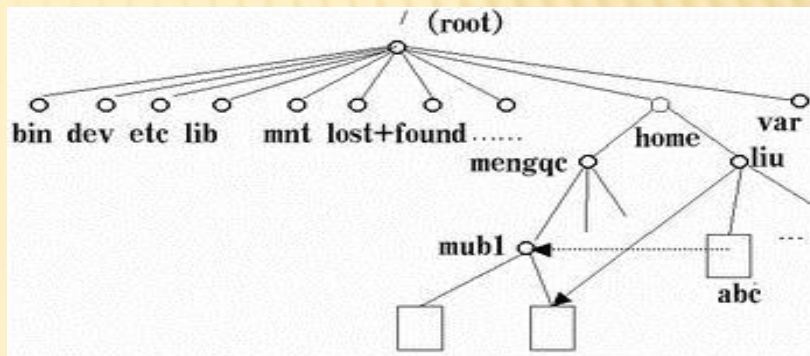 / (root)
bin dev etc lib mnt lost+found ...... home var
mengqc liu
mub1 ....
abc